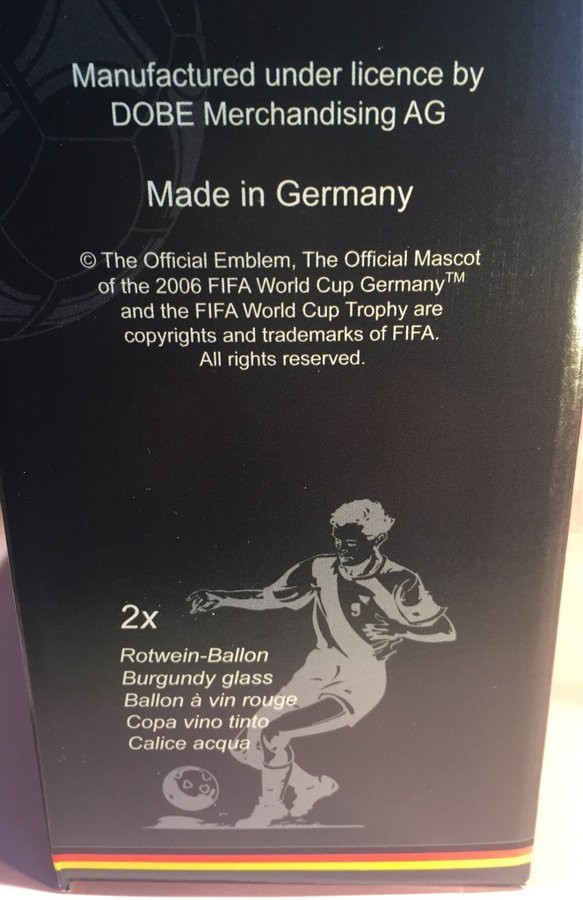 Manufactured under licence by
DOBE Merchandising AG
Made in Germany
© The Official Emblem, The Official Mascot
of the 2006 FIFA World Cup Germany™
and the FIFA World Cup Trophy are
copyrights and trademarks of FIFA.
All rights reserved.
2x
Rotwein-Ballon
Burgundy glass
Ballon à vin rouge
Copa vino tinto
Calice acqua